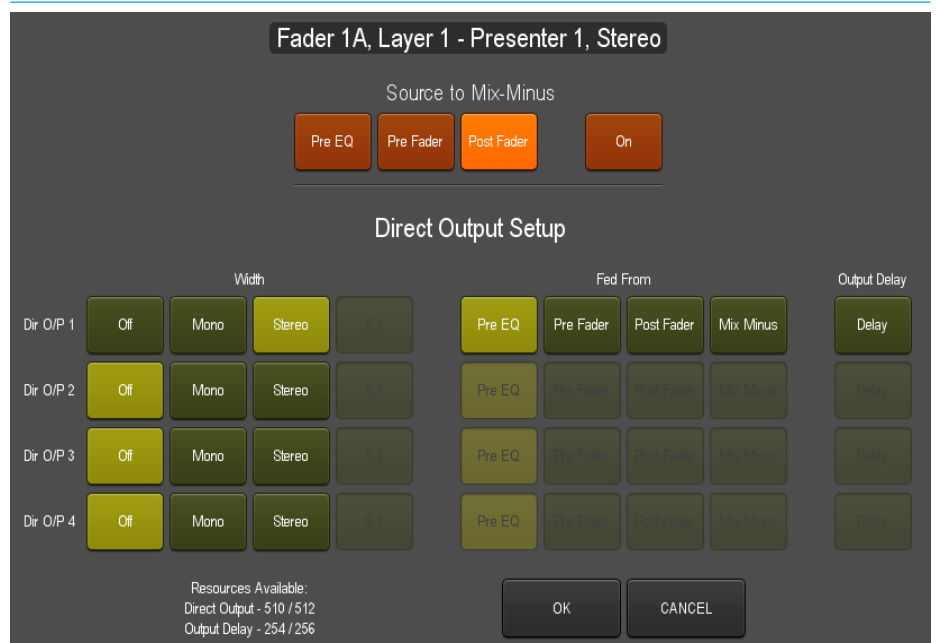 Fader 1A, Layer 1 - Presenter 1, Stereo
Source to Mix-Minus
Pre EQ Pre Fader Post Fader On
Direct Output Setup
Width Fed From Output Delay
Dir O/P 1 Off Mono Stereo 5.1 Pre EQ Pre Fader Post Fader Mix Minus Delay
Dir O/P 2 Off Mono Stereo 5.1 Pre EQ Pre Fader Post Fader Mix Minus Delay
Dir O/P 3 Off Mono Stereo 5.1 Pre EQ Pre Fader Post Fader Mix Minus Delay
Dir O/P 4 Off Mono Stereo 5.1 Pre EQ Pre Fader Post Fader Mix Minus Delay
Resources Available:
Direct Output - 510 / 512
Output Delay - 254 / 256
OK CANCEL